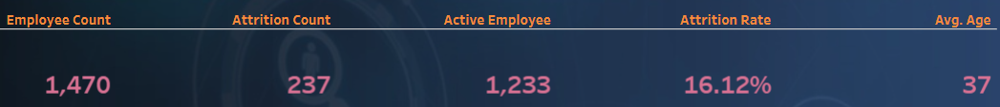 Employee Count Attrition Count Active Employee Attrition Rate Avg. Age
1,470 237 1,233 16.12% 37